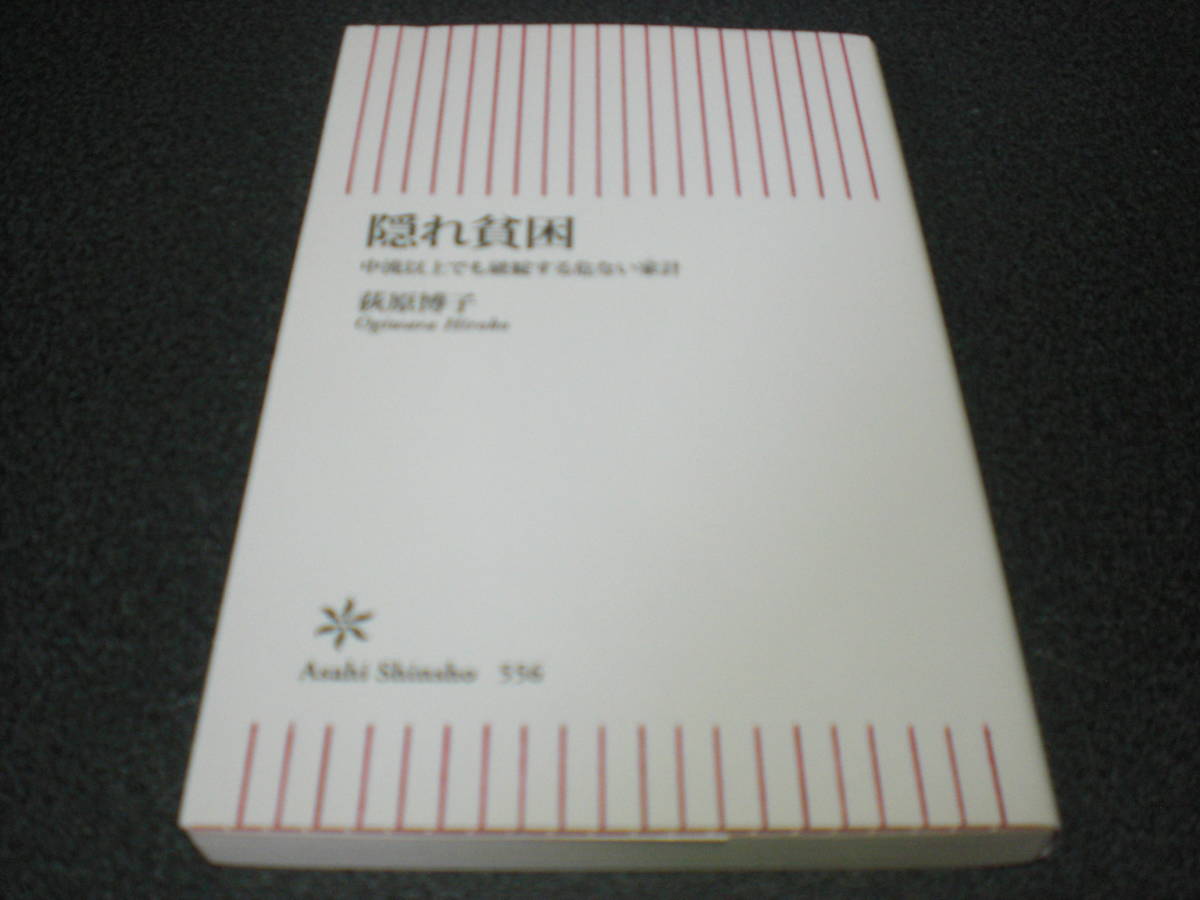 隠れ貧困
中流以上でも破綻する危ない家計
荻原博子
Ogiwara Hiroko
Asahi Shinsho 556